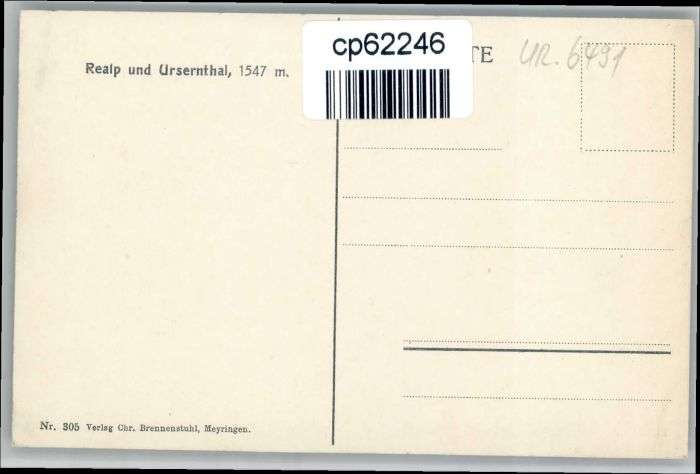 cp62246
TE
UR. 6491
Realp und Ursernthal, 1547 m.
Nr. 305 Verlag Chr. Brennenstuhl, Meyringen.